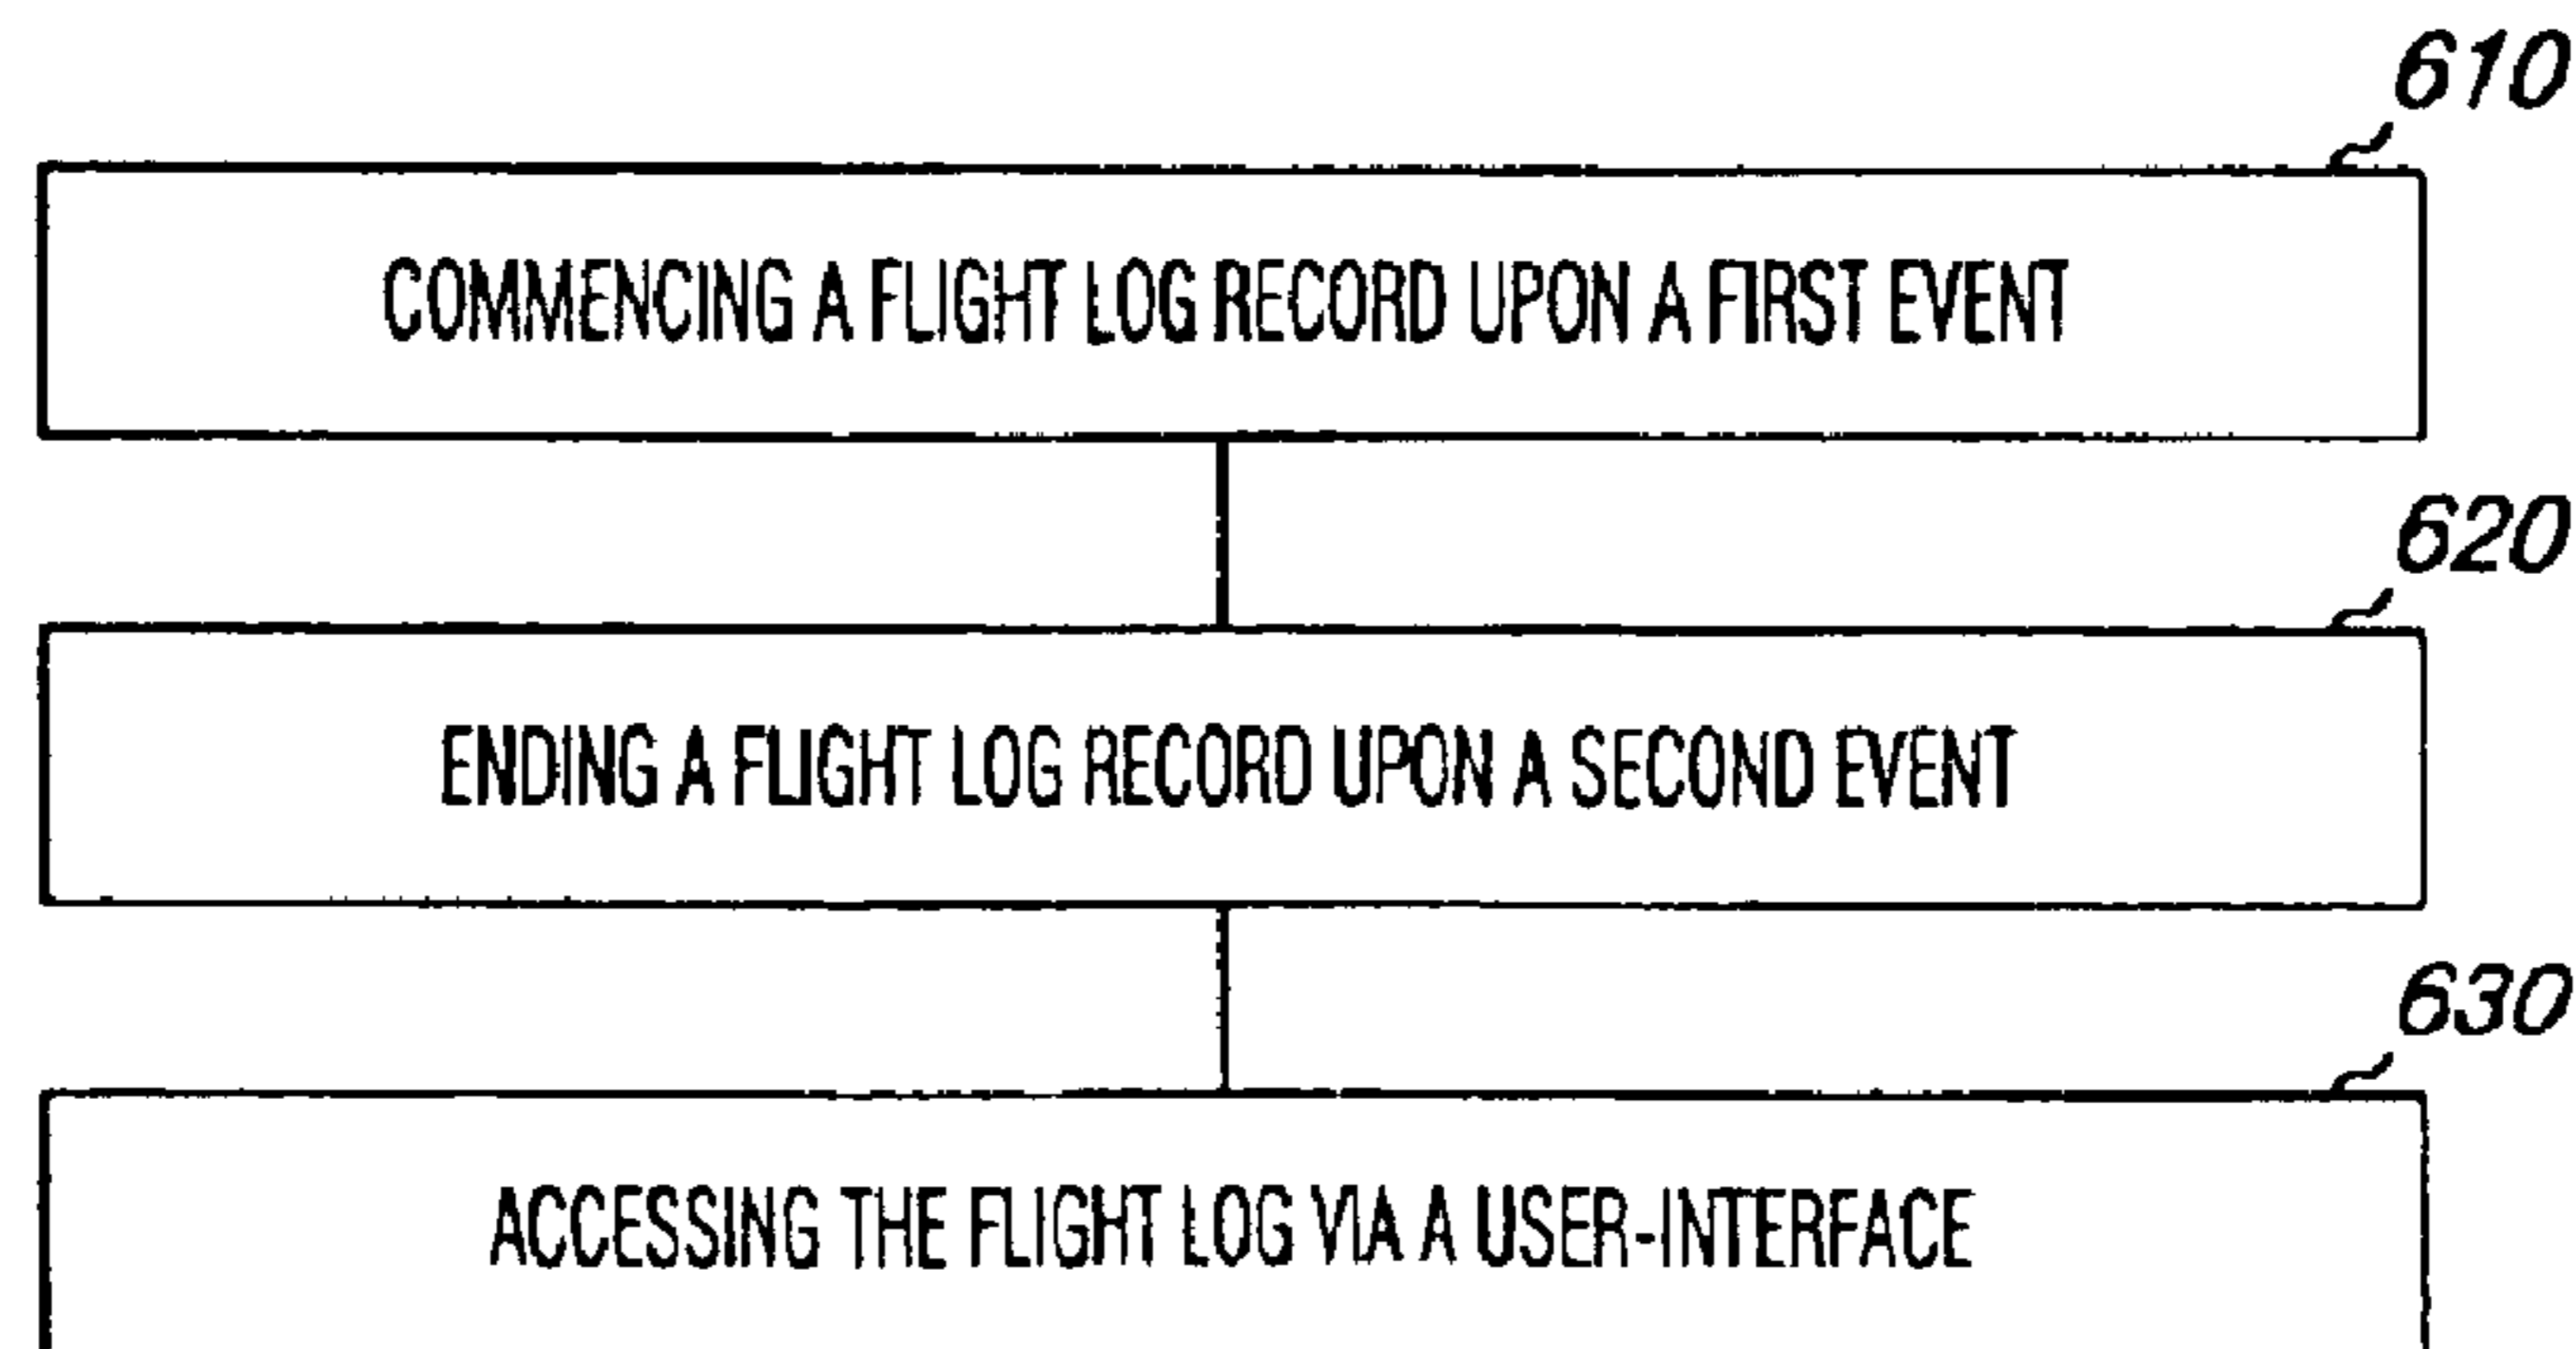 610
COMMENCING A FLIGHT LOG RECORD UPON A FIRST EVENT
620
ENDING A FLIGHT LOG RECORD UPON A SECOND EVENT
630
ACCESSING THE FLIGHT LOG VIA A USER-INTERFACE